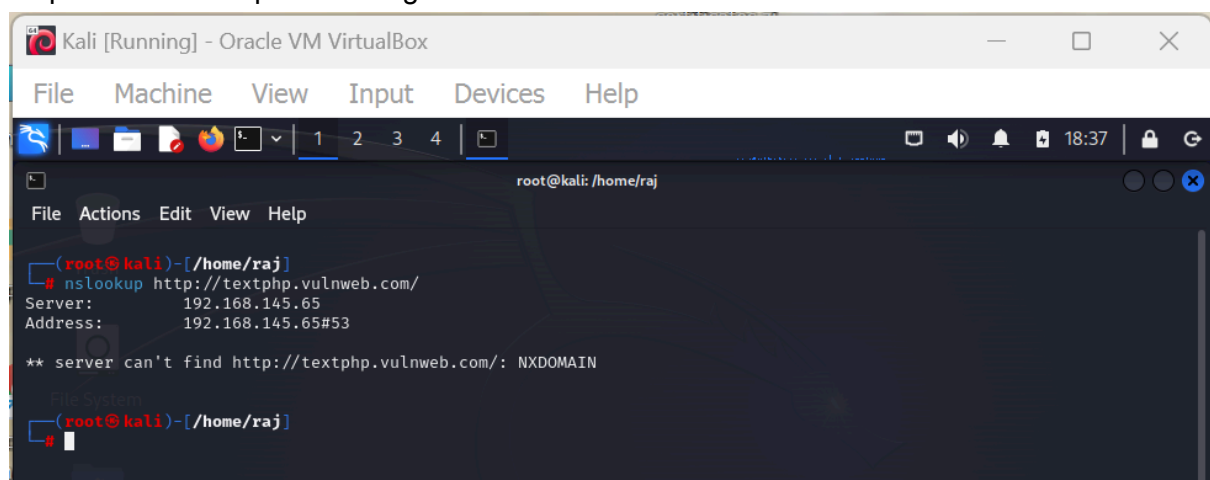 Kali [Running] - Oracle VM VirtualBox
File Machine View Input Devices Help
1 2 3 4 18:37
root@kali: /home/raj
File Actions Edit View Help
(root㉿kali)-[/home/raj]
# nslookup http://textphp.vulnweb.com/
Server: 192.168.145.65
Address: 192.168.145.65#53
** server can't find http://textphp.vulnweb.com/: NXDOMAIN
File System
(root㉿kali)-[/home/raj]
#